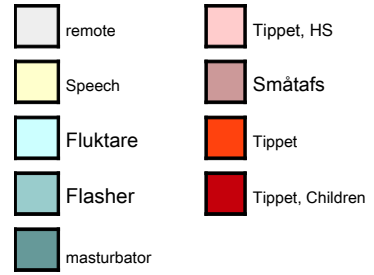 remote
Speech
Fluktare
Flasher
masturbator
Tippet, HS
Småtafs
Tippet
Tippet, Children